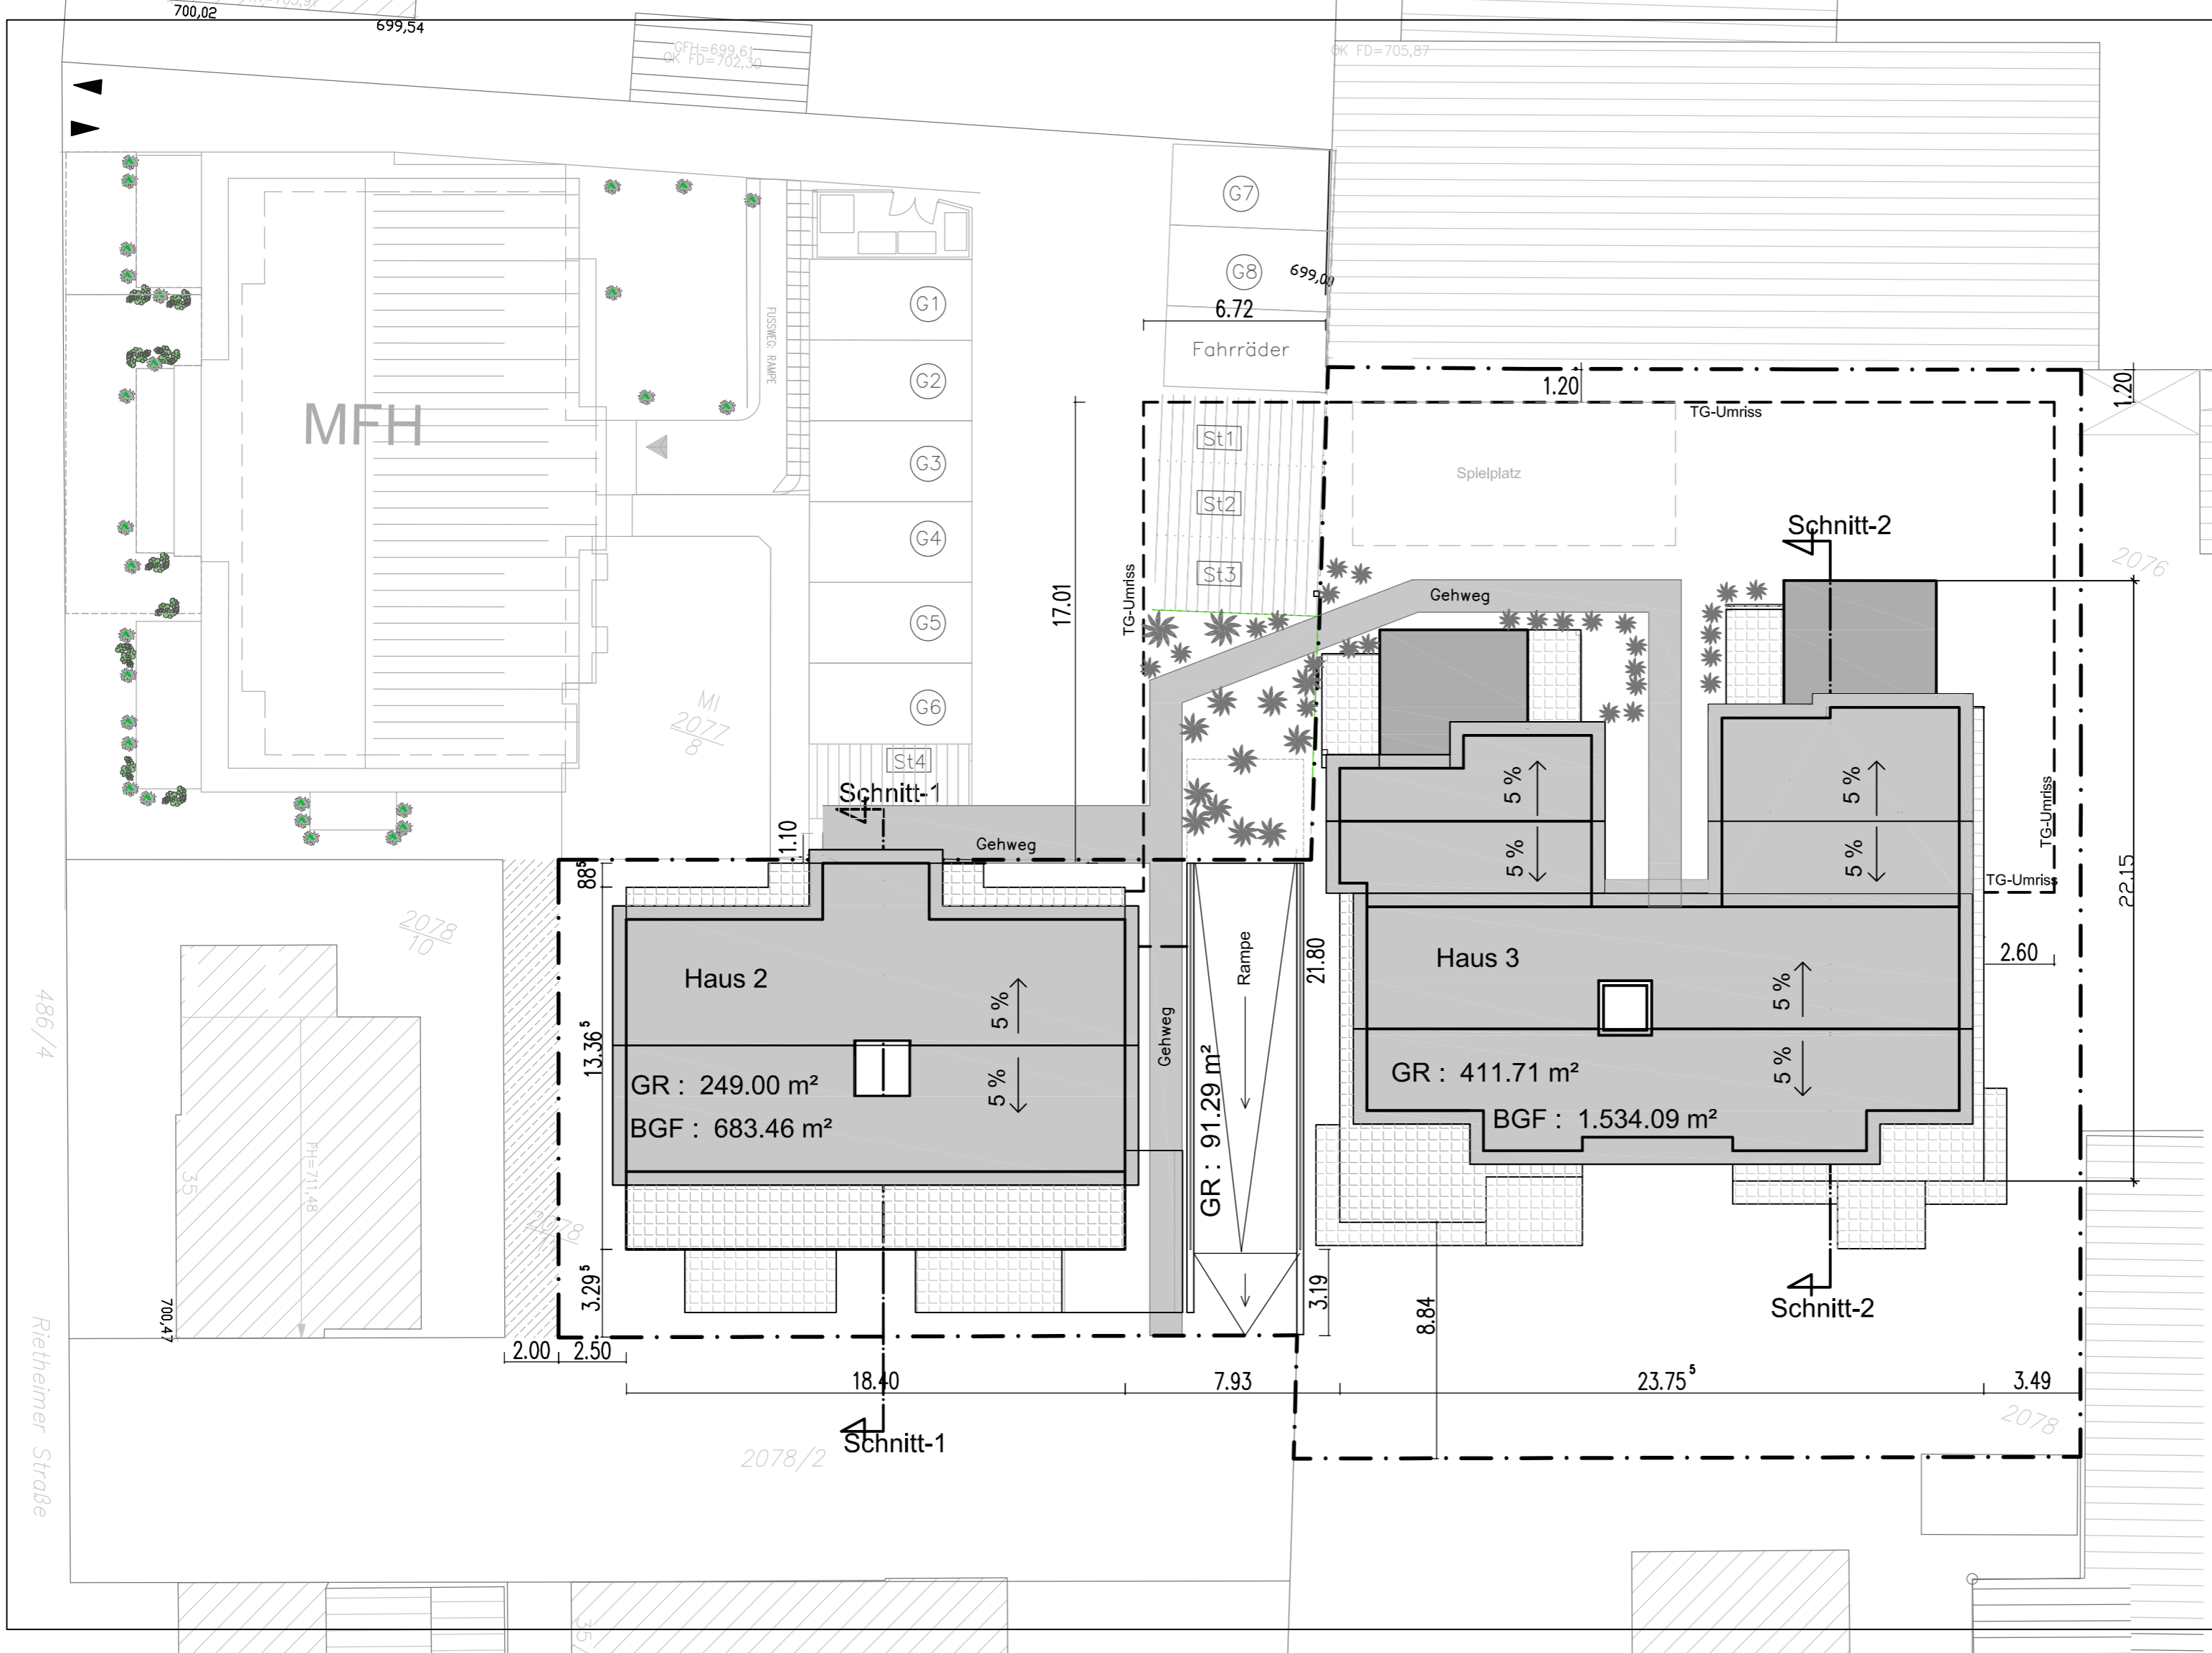 700,02
699,54
GFH=699,61
OK FD=702,30
OK FD=705,87
G7
G8
699,00
6.72
Fahrräder
G1
G2
G3
G4
G5
G6
FUSSWEG: RAMPE
MFH
1.20
1.20
TG-Umriss
St1
St2
St3
Spielplatz
Schnitt-2
2076
17.01
TG-Umriss
Gehweg
MI
2077
8
St4
Schnitt-1
5 %
5 %
5 %
5 %
TG-Umriss
1.10
Gehweg
88⁵
TG-Umriss
22.15
2078
10
Haus 2
Rampe
21.80
Haus 3
2.60
5 %
5 %
486/4
13.36⁵
5 %
5 %
Gehweg
GR : 249.00 m²
BGF : 683.46 m²
GR : 91.29 m²
GR : 411.71 m²
BGF : 1.534.09 m²
35
FH=711,48
2078
700,47
3.29⁵
3.19
8.84
Schnitt-2
2.00
2.50
18.40
7.93
23.75⁵
3.49
2078
Schnitt-1
2078/2
Rietheimer Straße